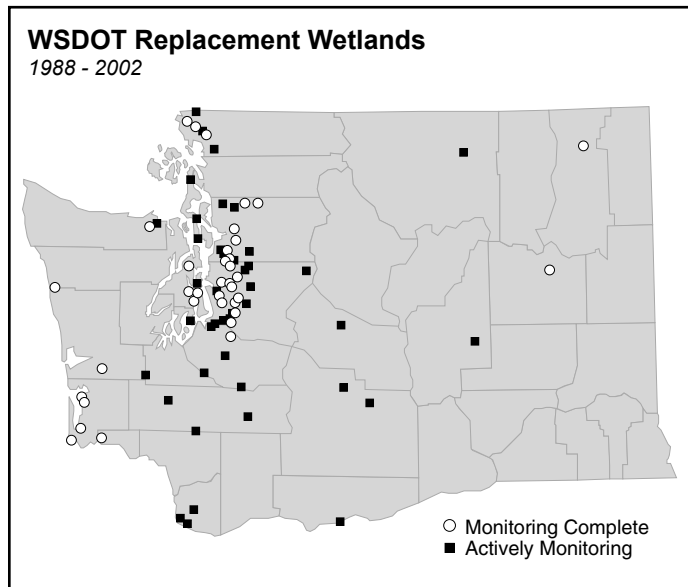 WSDOT Replacement Wetlands
1988 - 2002
Monitoring Complete
Actively Monitoring